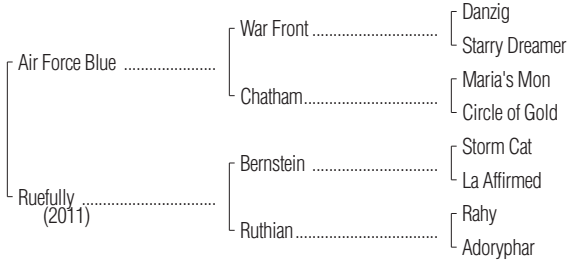 Danzig
War Front
Starry Dreamer
Air Force Blue
Maria's Mon
Chatham
Circle of Gold
Storm Cat
Bernstein
La Affirmed
Ruefully
(2011)
Rahy
Ruthian
Adoryphar